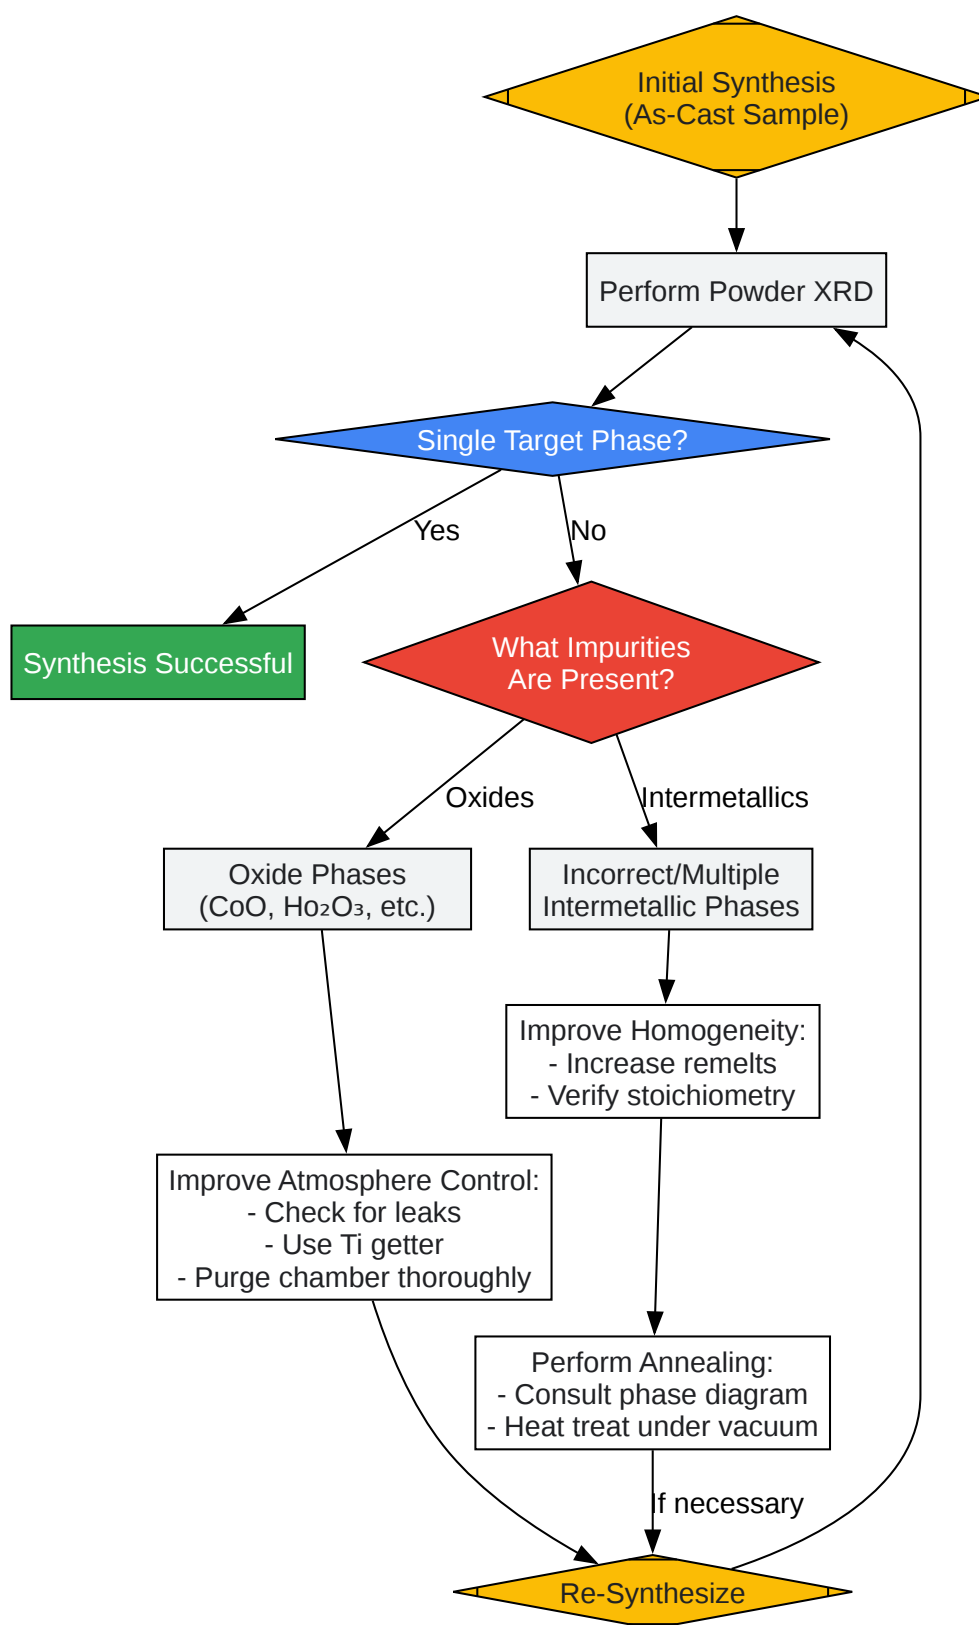 Initial Synthesis
(As-Cast Sample)
Perform Powder XRD
Single Target Phase?
Yes
No
Synthesis Successful
What Impurities
Are Present?
Oxides
Intermetallics
Oxide Phases
(CoO, Ho₂O₃, etc.)
Incorrect/Multiple
Intermetallic Phases
Improve Homogeneity:
- Increase remelts
- Verify stoichiometry
Improve Atmosphere Control:
- Check for leaks
- Use Ti getter
- Purge chamber thoroughly
Perform Annealing:
- Consult phase diagram
- Heat treat under vacuum
If necessary
Re-Synthesize